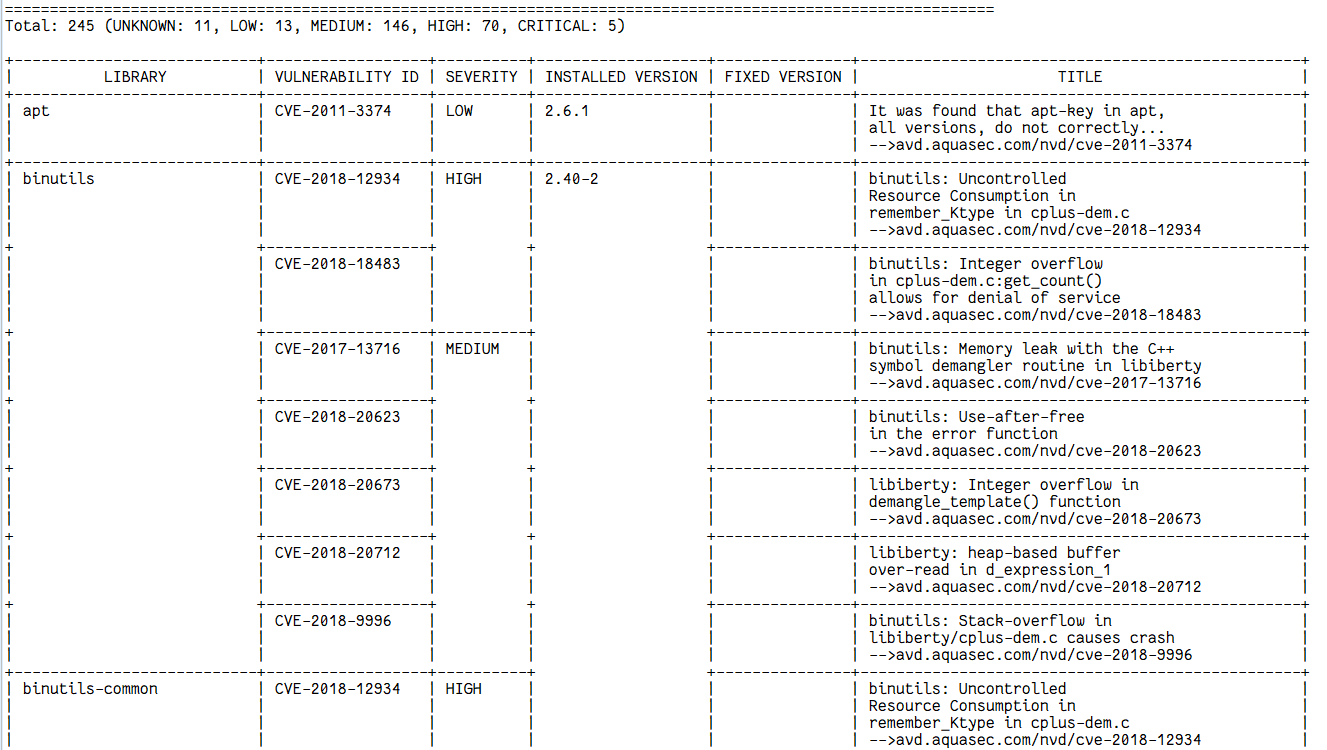 Total: 245 (UNKNOWN: 11, LOW: 13, MEDIUM: 146, HIGH: 70, CRITICAL: 5)
LIBRARY | VULNERABILITY ID | SEVERITY | INSTALLED VERSION | FIXED VERSION | TITLE
apt | CVE-2011-3374 | LOW | 2.6.1 | | It was found that apt-key in apt,
all versions, do not correctly...
-->avd.aquasec.com/nvd/cve-2011-3374
binutils | CVE-2018-12934 | HIGH | 2.40-2 | | binutils: Uncontrolled
Resource Consumption in
remember_Ktype in cplus-dem.c
-->avd.aquasec.com/nvd/cve-2018-12934
CVE-2018-18483 | | | | binutils: Integer overflow
in cplus-dem.c:get_count()
allows for denial of service
-->avd.aquasec.com/nvd/cve-2018-18483
CVE-2017-13716 | MEDIUM | | | binutils: Memory leak with the C++
symbol demangler routine in libiberty
-->avd.aquasec.com/nvd/cve-2017-13716
CVE-2018-20623 | | | | binutils: Use-after-free
in the error function
-->avd.aquasec.com/nvd/cve-2018-20623
CVE-2018-20673 | | | | libiberty: Integer overflow in
demangle_template() function
-->avd.aquasec.com/nvd/cve-2018-20673
CVE-2018-20712 | | | | libiberty: heap-based buffer
over-read in d_expression_1
-->avd.aquasec.com/nvd/cve-2018-20712
CVE-2018-9996 | | | | binutils: Stack-overflow in
libiberty/cplus-dem.c causes crash
-->avd.aquasec.com/nvd/cve-2018-9996
binutils-common | CVE-2018-12934 | HIGH | | | binutils: Uncontrolled
Resource Consumption in
remember_Ktype in cplus-dem.c
-->avd.aquasec.com/nvd/cve-2018-12934